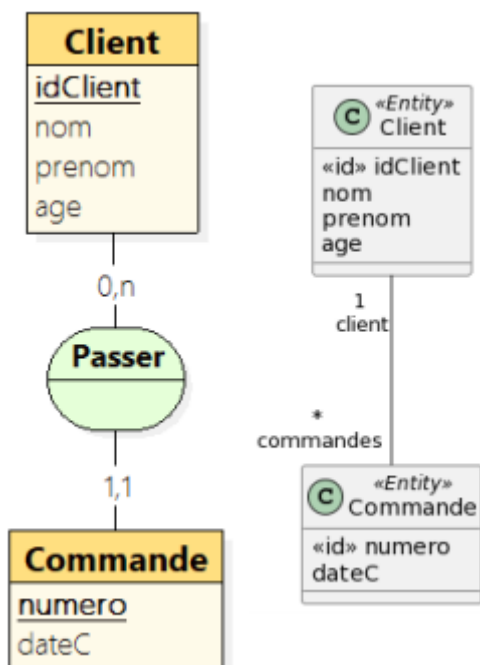 Client
idClient
nom
prenom
age
0,n
Passer
1,1
Commande
numero
dateC
C «Entity»
Client
«id» idClient
nom
prenom
age
1
client
*
commandes
C «Entity»
Commande
«id» numero
dateC